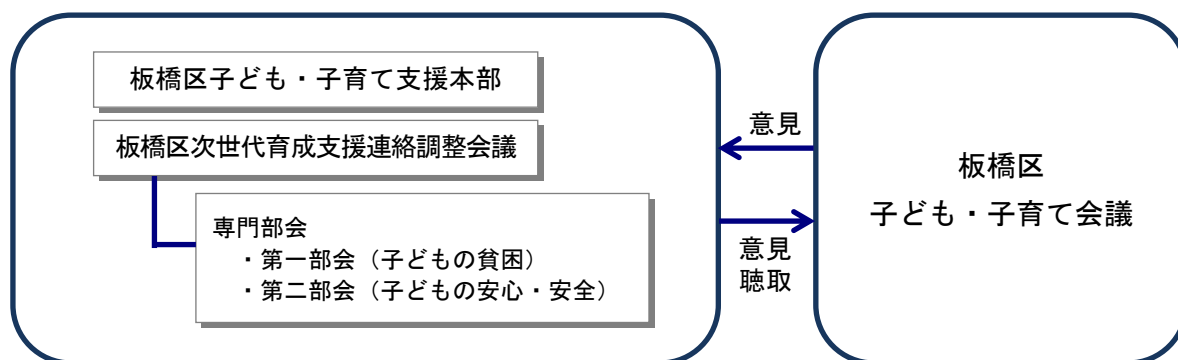 板橋区子ども・子育て支援本部
板橋区次世代育成支援連絡調整会議
専門部会
・第一部会（子どもの貧困）
・第二部会（子どもの安心・安全）
意見
意見
聴取
板橋区
子ども・子育て会議